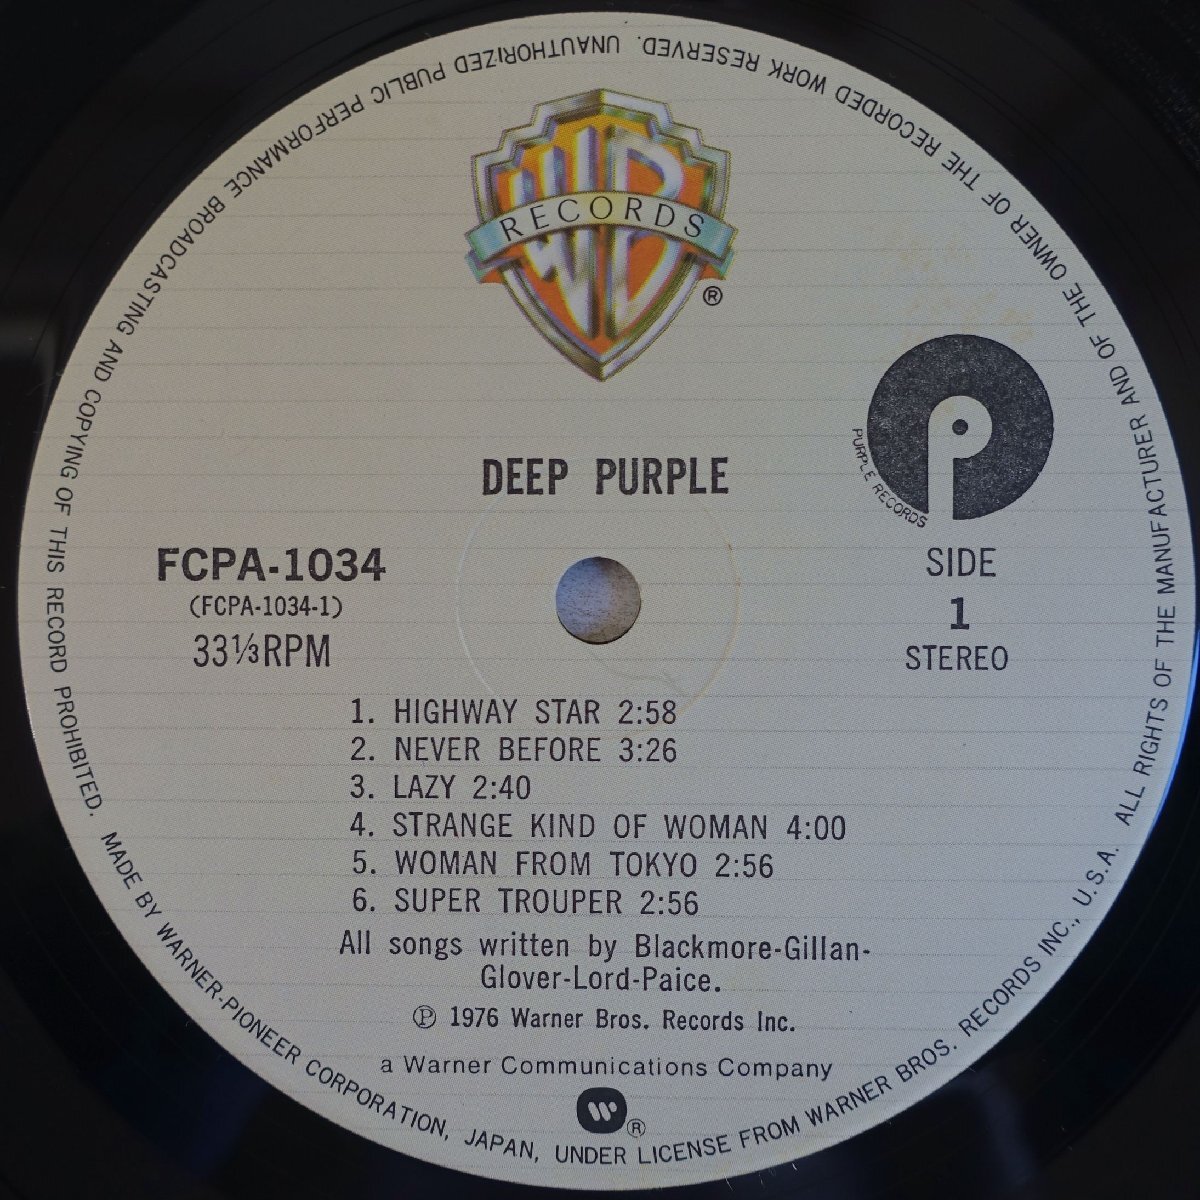 WB
RECORDS
®
DEEP PURPLE
P
PURPLE RECORDS
FCPA-1034
(FCPA-1034-1)
33⅓RPM
SIDE
1
STEREO
1. HIGHWAY STAR 2:58
2. NEVER BEFORE 3:26
3. LAZY 2:40
4. STRANGE KIND OF WOMAN 4:00
5. WOMAN FROM TOKYO 2:56
6. SUPER TROUPER 2:56
All songs written by Blackmore-Gillan-
Glover-Lord-Paice.
℗ 1976 Warner Bros. Records Inc.
a Warner Communications Company
W®
MADE BY WARNER-PIONEER CORPORATION, JAPAN, UNDER LICENSE FROM WARNER BROS. RECORDS INC., U.S.A. ALL RIGHTS OF THE MANUFACTURER AND OF THE OWNER OF THE RECORDED WORK RESERVED. UNAUTHORIZED PUBLIC PERFORMANCE BROADCASTING AND COPYING OF THIS RECORD PROHIBITED.